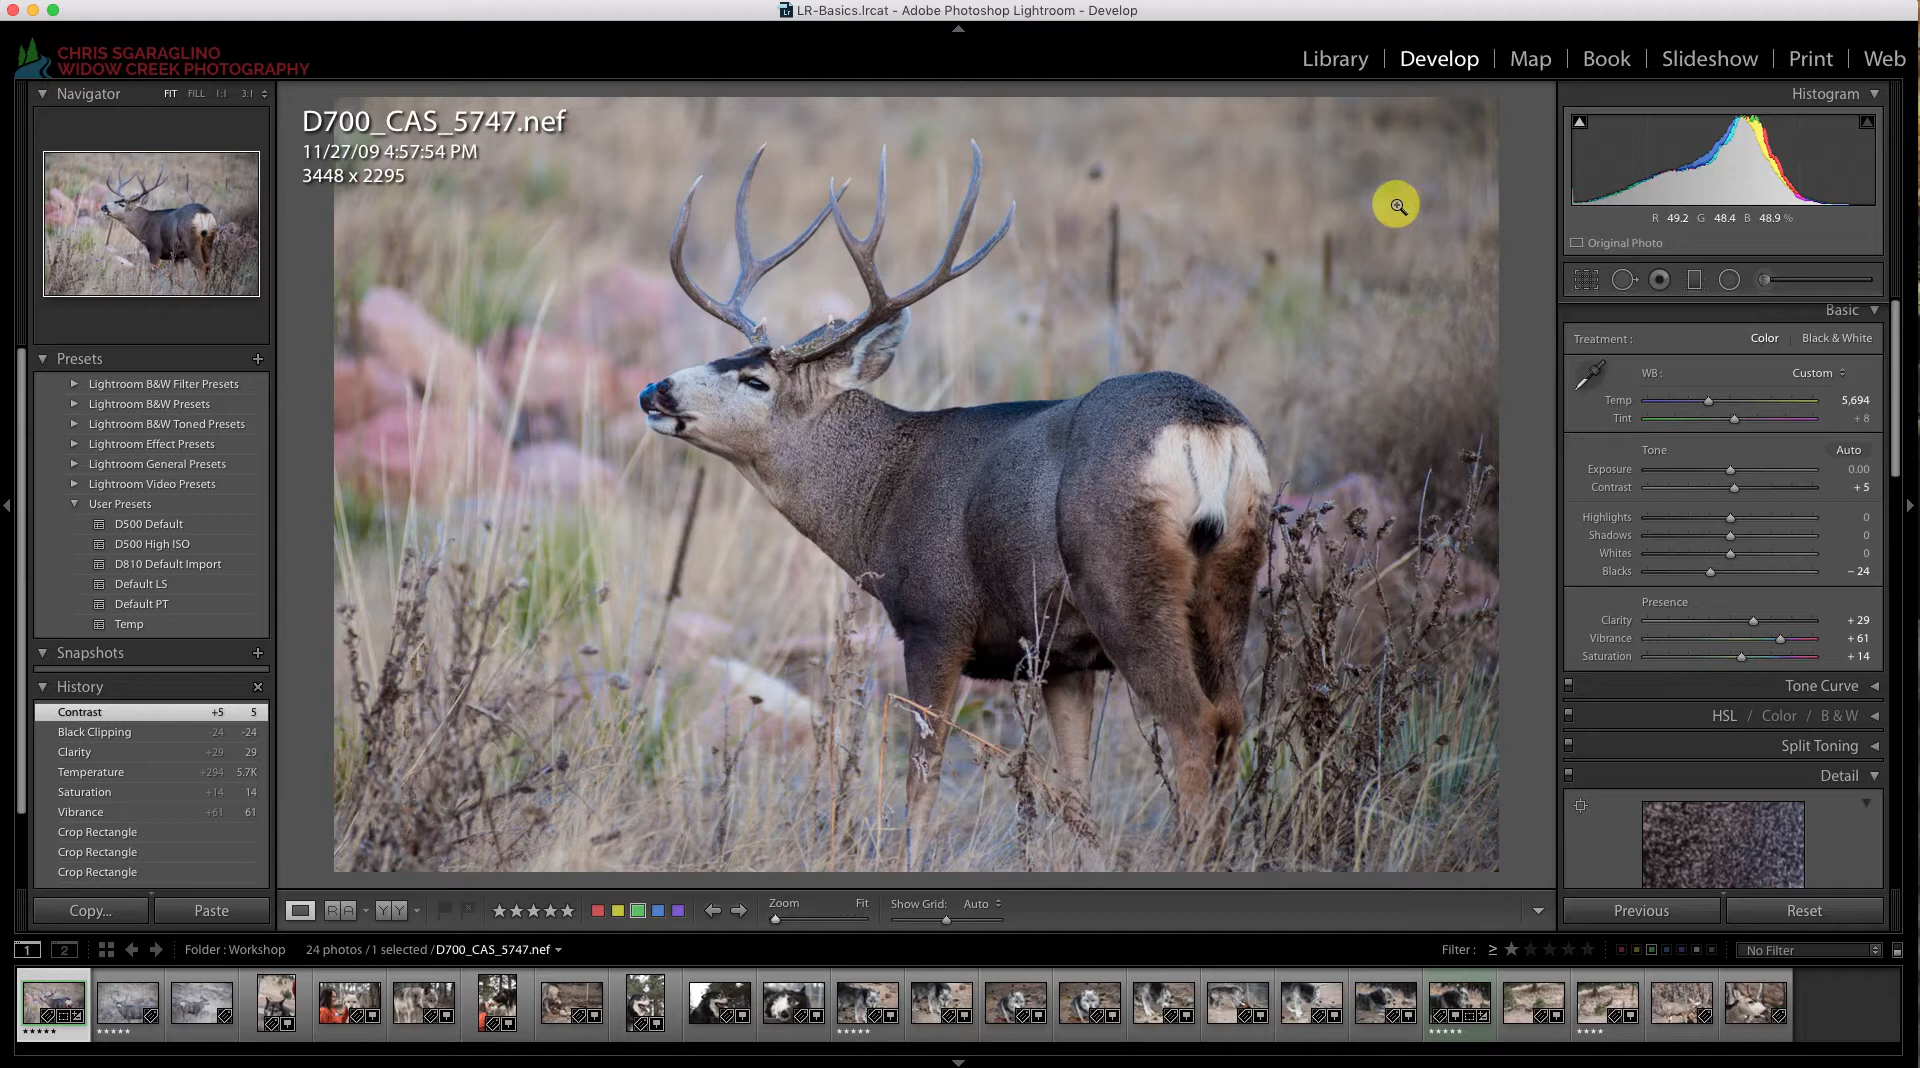 LR-Basics.lrcat - Adobe Photoshop Lightroom - Develop
CHRIS SGARAGLINO
WIDOW CREEK PHOTOGRAPHY
Library | Develop | Map | Book | Slideshow | Print | Web
Navigator FIT FILL 1:1 3:1
Presets +
Lightroom B&W Filter Presets
Lightroom B&W Presets
Lightroom B&W Toned Presets
Lightroom Effect Presets
Lightroom General Presets
Lightroom Video Presets
User Presets
D500 Default
D500 High ISO
D810 Default Import
Default LS
Default PT
Temp
Snapshots +
History ×
Contrast +5 5
Black Clipping -24 -24
Clarity +29 29
Temperature +294 5.7K
Saturation +14 14
Vibrance +61 61
Crop Rectangle
Crop Rectangle
Crop Rectangle
Copy... Paste
D700_CAS_5747.nef
11/27/09 4:57:54 PM
3448 x 2295
Histogram
R 49.2 G 48.4 B 48.9 %
Original Photo
Basic
Treatment : Color | Black & White
WB : Custom
Temp 5,694
Tint + 8
Tone Auto
Exposure 0.00
Contrast + 5
Highlights 0
Shadows 0
Whites 0
Blacks − 24
Presence
Clarity + 29
Vibrance + 61
Saturation + 14
Tone Curve
HSL / Color / B & W
Split Toning
Detail
Previous Reset
R A Y Y Zoom Fit Show Grid: Auto
1 2 Folder : Workshop 24 photos / 1 selected / D700_CAS_5747.nef Filter : ≥ No Filter